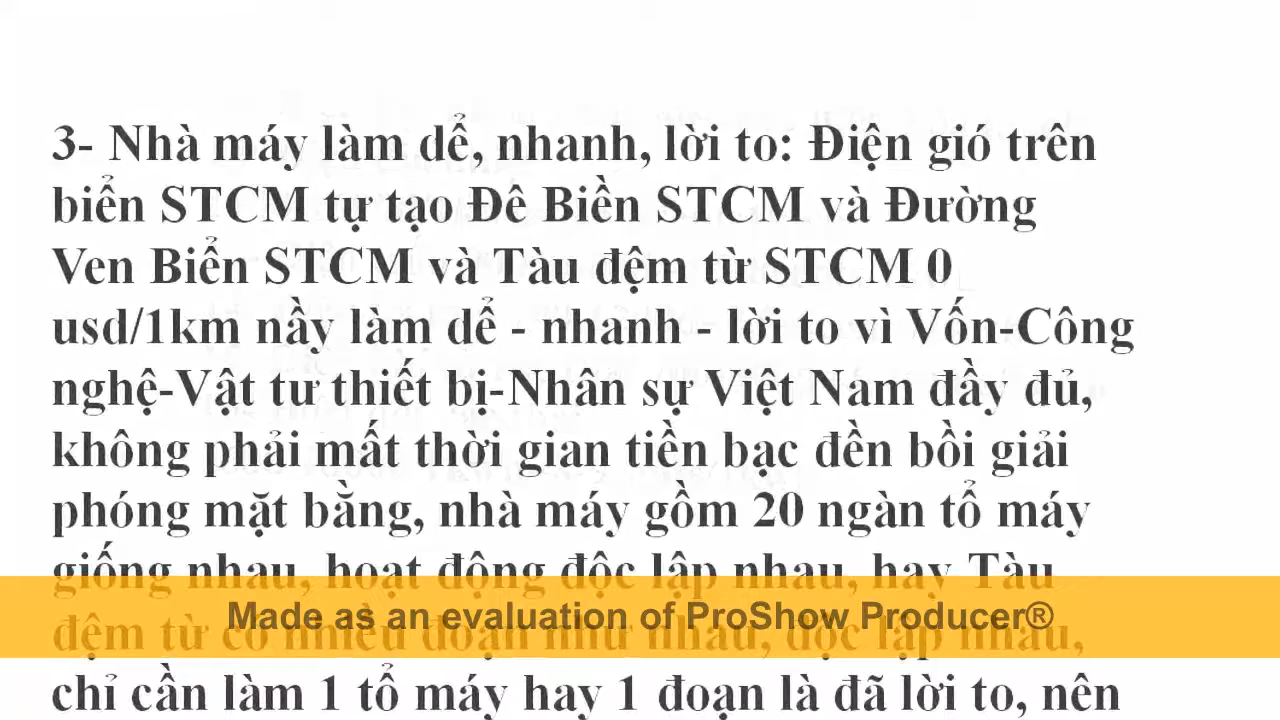 3- Nhà máy làm dể, nhanh, lời to: Điện gió trên
biển STCM tự tạo Đê Biền STCM và Đường
Ven Biển STCM và Tàu đệm từ STCM 0
usd/1km nầy làm dể - nhanh - lời to vì Vốn-Công
nghệ-Vật tư thiết bị-Nhân sự Việt Nam đầy đủ,
không phải mất thời gian tiền bạc đền bồi giải
phóng mặt bằng, nhà máy gồm 20 ngàn tổ máy
giống nhau, hoạt động độc lập nhau, hay Tàu
Made as an evaluation of ProShow Producer®
đệm từ có nhiều đoạn như nhau, độc lập nhau,
chỉ cần làm 1 tổ máy hay 1 đoạn là đã lời to, nên